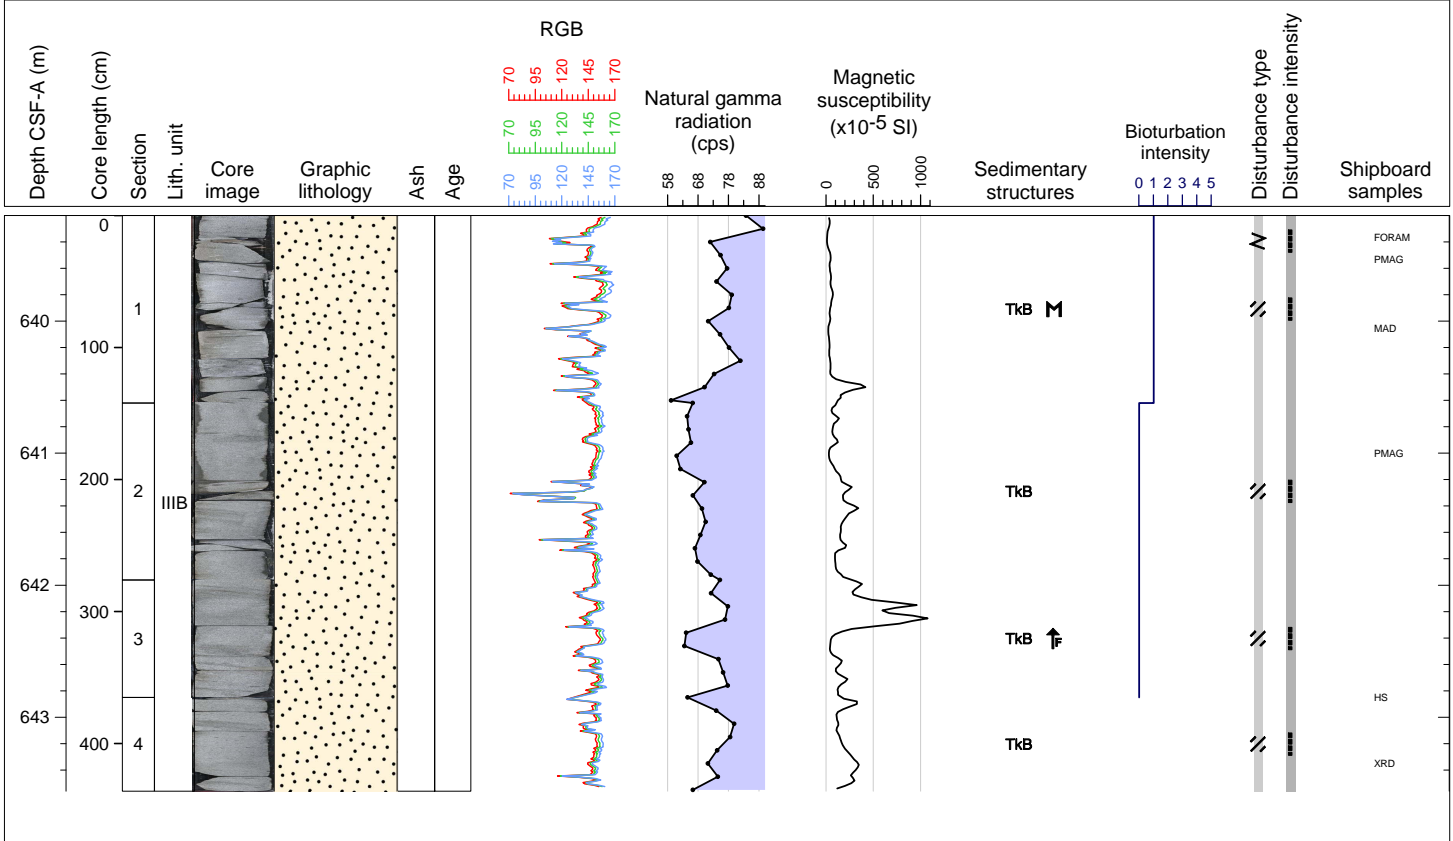 Depth CSF-A (m)
Core length (cm)
Section
Lith. unit
Core
image
Graphic
lithology
Ash
Age
RGB
70 95 120 145 170
70 95 120 145 170
70 95 120 145 170
Natural gamma
radiation
(cps)
58 68 78 88
Magnetic
susceptibility
(x10-5 SI)
0 500 1000
Sedimentary
structures
Bioturbation
intensity
0 1 2 3 4 5
Disturbance type
Disturbance intensity
Shipboard
samples
0
FORAM
PMAG
1
TkB M
640
MAD
100
641
PMAG
200
2
TkB
IIIB
642
300
3
TkB F
HS
643
400
4
TkB
XRD